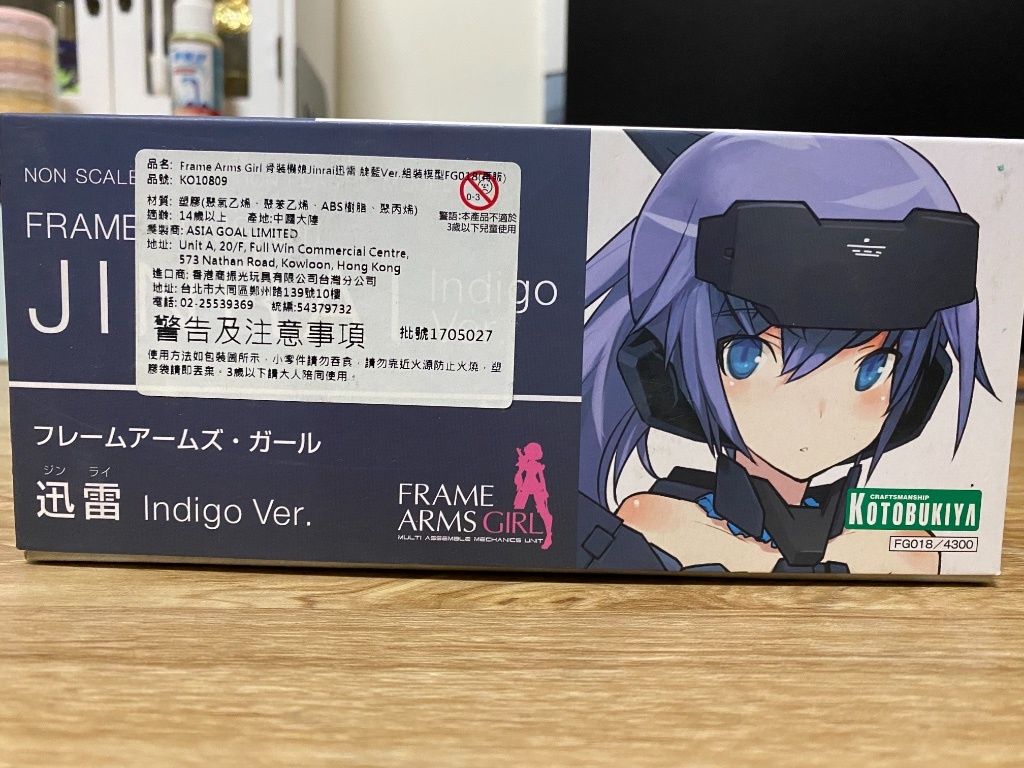 NON SCALE
FRAME
JI
Indigo
Ver.
品名: Frame Arms Girl 骨裝機娘Jinrai迅雷 靛藍Ver.組裝模型FG018(再販)
品號: KO10809
0-3
材質: 塑膠(聚氯乙烯、聚苯乙烯、ABS樹脂、聚丙烯)
適齡: 14歲以上 產地:中國大陸
警語:本產品不適於
3歲以下兒童使用
製商: ASIA GOAL LIMITED
地址: Unit A, 20/F, Full Win Commercial Centre,
573 Nathan Road, Kowloon, Hong Kong
進口商: 香港商振光玩具有限公司台灣分公司
地址: 台北市大同區鄭州路139號10樓
電話: 02-25539369 統編:54379732
警告及注意事項 批號1705027
使用方法如包裝圖所示，小零件請勿吞食，請勿靠近火源防止火燒，塑
膠袋請即丟棄。3歲以下請大人陪同使用。
フレームアームズ・ガール
ジン ライ
迅雷 Indigo Ver.
FRAME
ARMS GIRL
MULTI ASSEMBLE MECHANICS UNIT
CRAFTSMANSHIP
KOTOBUKIYA
FG018/4300